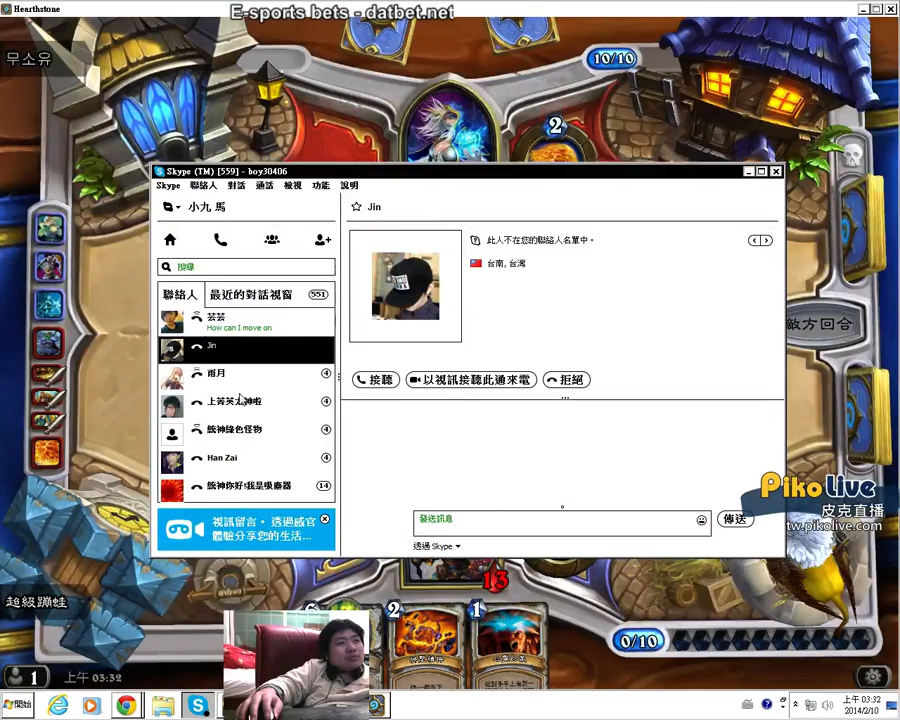 Hearthstone
E-sports bets - datbet.net
무소유
10/10
2
Skype (TM) [559] - boy30406
Skype 聯絡人 對話 通話 檢視 功能 說明
小九 馬
Jin
搜尋
聯絡人 最近的對話視窗 551
芸芸
How can I move on
Jin
雨月 4
4
統神綠色怪物 4
Han Zai 4
統神你好!我是吸塵器 14
視訊留言。 透過感官
體驗分享您的生活...
此人不在您的聯絡人名單中。
台南, 台灣
接聽 以視訊接聽此通來電 拒絕
發送訊息
傳送
透過 Skype
敵方回合
PikoLive
皮克直播
tw.pikolive.com
13
超級蹦蛙
6 2 1
0/10
1 上午 03:32
開始
上午 03:32
2014/2/10